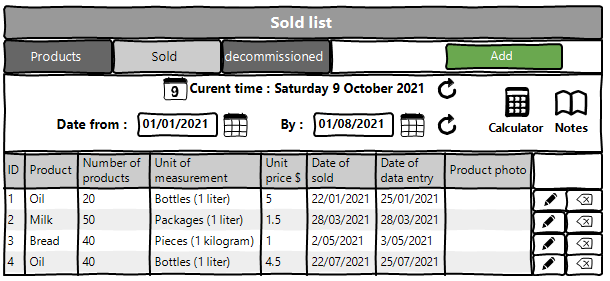 Sold list
Products Sold decommissioned Add
9 Curent time : Saturday 9 October 2021
Date from : 01/01/2021 By : 01/08/2021 Calculator Notes
ID Product Number of products Unit of measurement Unit price $ Date of sold Date of data entry Product photo
1 Oil 20 Bottles (1 liter) 5 22/01/2021 25/01/2021
2 Milk 50 Packages (1 liter) 1.5 28/03/2021 28/03/2021
3 Bread 40 Pieces (1 kilogram) 1 2/05/2021 3/05/2021
4 Oil 40 Bottles (1 liter) 4.5 22/07/2021 25/07/2021